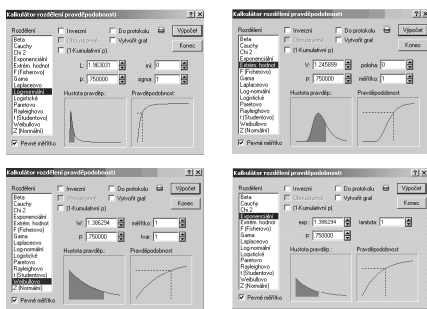 Kalkulátor rozdělení pravděpodobnosti
Rozdělení
Inverzní
Do protokolu
Výpočet
Oboustranné
Vytvořit graf
(1-Kumulativní p)
Konec
Beta
Cauchy
Chi 2
Exponenciální
Extrém. hodnot
F (Fisherovo)
Gama
Laplaceovo
Log-normální
Logistické
Paretovo
Rayleighovo
t (Studentovo)
Weibullovo
Z (Normální)
L: 1.963031
mí: 0
p: .750000
sigma: 1
Hustota pravděp.:
Pravděpodobnost:
Pevné měřítko
Kalkulátor rozdělení pravděpodobnosti
Rozdělení
Inverzní
Do protokolu
Výpočet
Oboustranné
Vytvořit graf
(1-Kumulativní p)
Konec
Beta
Cauchy
Chi 2
Exponenciální
Extrém. hodnot
F (Fisherovo)
Gama
Laplaceovo
Log-normální
Logistické
Paretovo
Rayleighovo
t (Studentovo)
Weibullovo
Z (Normální)
V: 1.245899
poloha: 0
p: .750000
měřítko: 1
Hustota pravděp.:
Pravděpodobnost:
Pevné měřítko
Kalkulátor rozdělení pravděpodobnosti
Rozdělení
Inverzní
Do protokolu
Výpočet
Oboustranné
Vytvořit graf
(1-Kumulativní p)
Konec
Beta
Cauchy
Chi 2
Exponenciální
Extrém. hodnot
F (Fisherovo)
Gama
Laplaceovo
Log-normální
Logistické
Paretovo
Rayleighovo
t (Studentovo)
Weibullovo
Z (Normální)
W: 1.386294
měřítko: 1
p: .750000
tvar: 1
Hustota pravděp.:
Pravděpodobnost:
Pevné měřítko
Kalkulátor rozdělení pravděpodobnosti
Rozdělení
Inverzní
Do protokolu
Výpočet
Oboustranné
Vytvořit graf
(1-Kumulativní p)
Konec
Beta
Cauchy
Chi 2
Exponenciální
Extrém. hodnot
F (Fisherovo)
Gama
Laplaceovo
Log-normální
Logistické
Paretovo
Rayleighovo
t (Studentovo)
Weibullovo
Z (Normální)
exp.: 1.386294
lambda: 1
p: .750000
Hustota pravděp.:
Pravděpodobnost:
Pevné měřítko